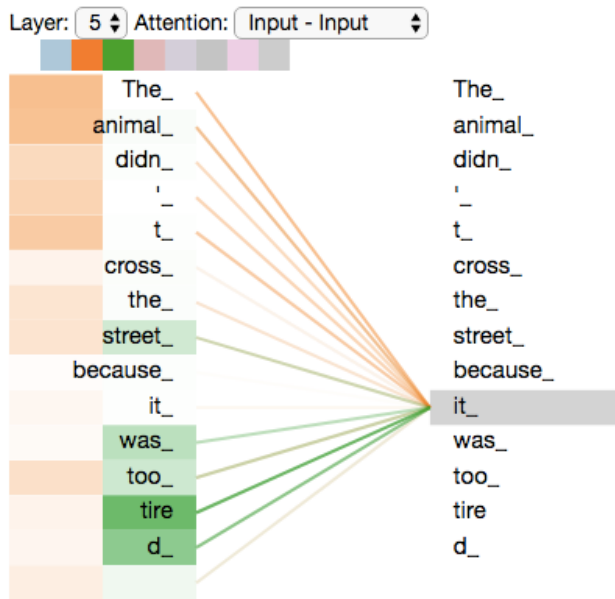 Layer: 5 Attention: Input - Input
The_ The_
animal_ animal_
didn_ didn_
'_ '_
t_ t_
cross_ cross_
the_ the_
street_ street_
because_ because_
it_ it_
was_ was_
too_ too_
tire tire
d_ d_